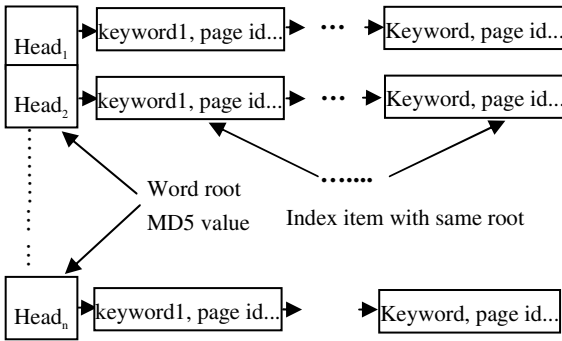 Head1 keyword1, page id... ... Keyword, page id...
Head2 keyword1, page id... ... Keyword, page id...
.......
Word root
MD5 value
Index item with same root
Headn keyword1, page id... Keyword, page id...